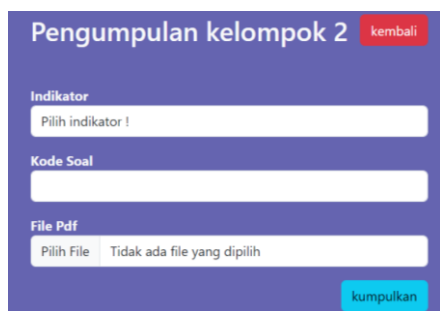 Pengumpulan kelompok 2 kembali
Indikator
Pilih indikator !
Kode Soal
File Pdf
Pilih File Tidak ada file yang dipilih
kumpulkan